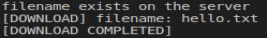 filename exists on the server
[DOWNLOAD] filename: hello.txt
[DOWNLOAD COMPLETED]